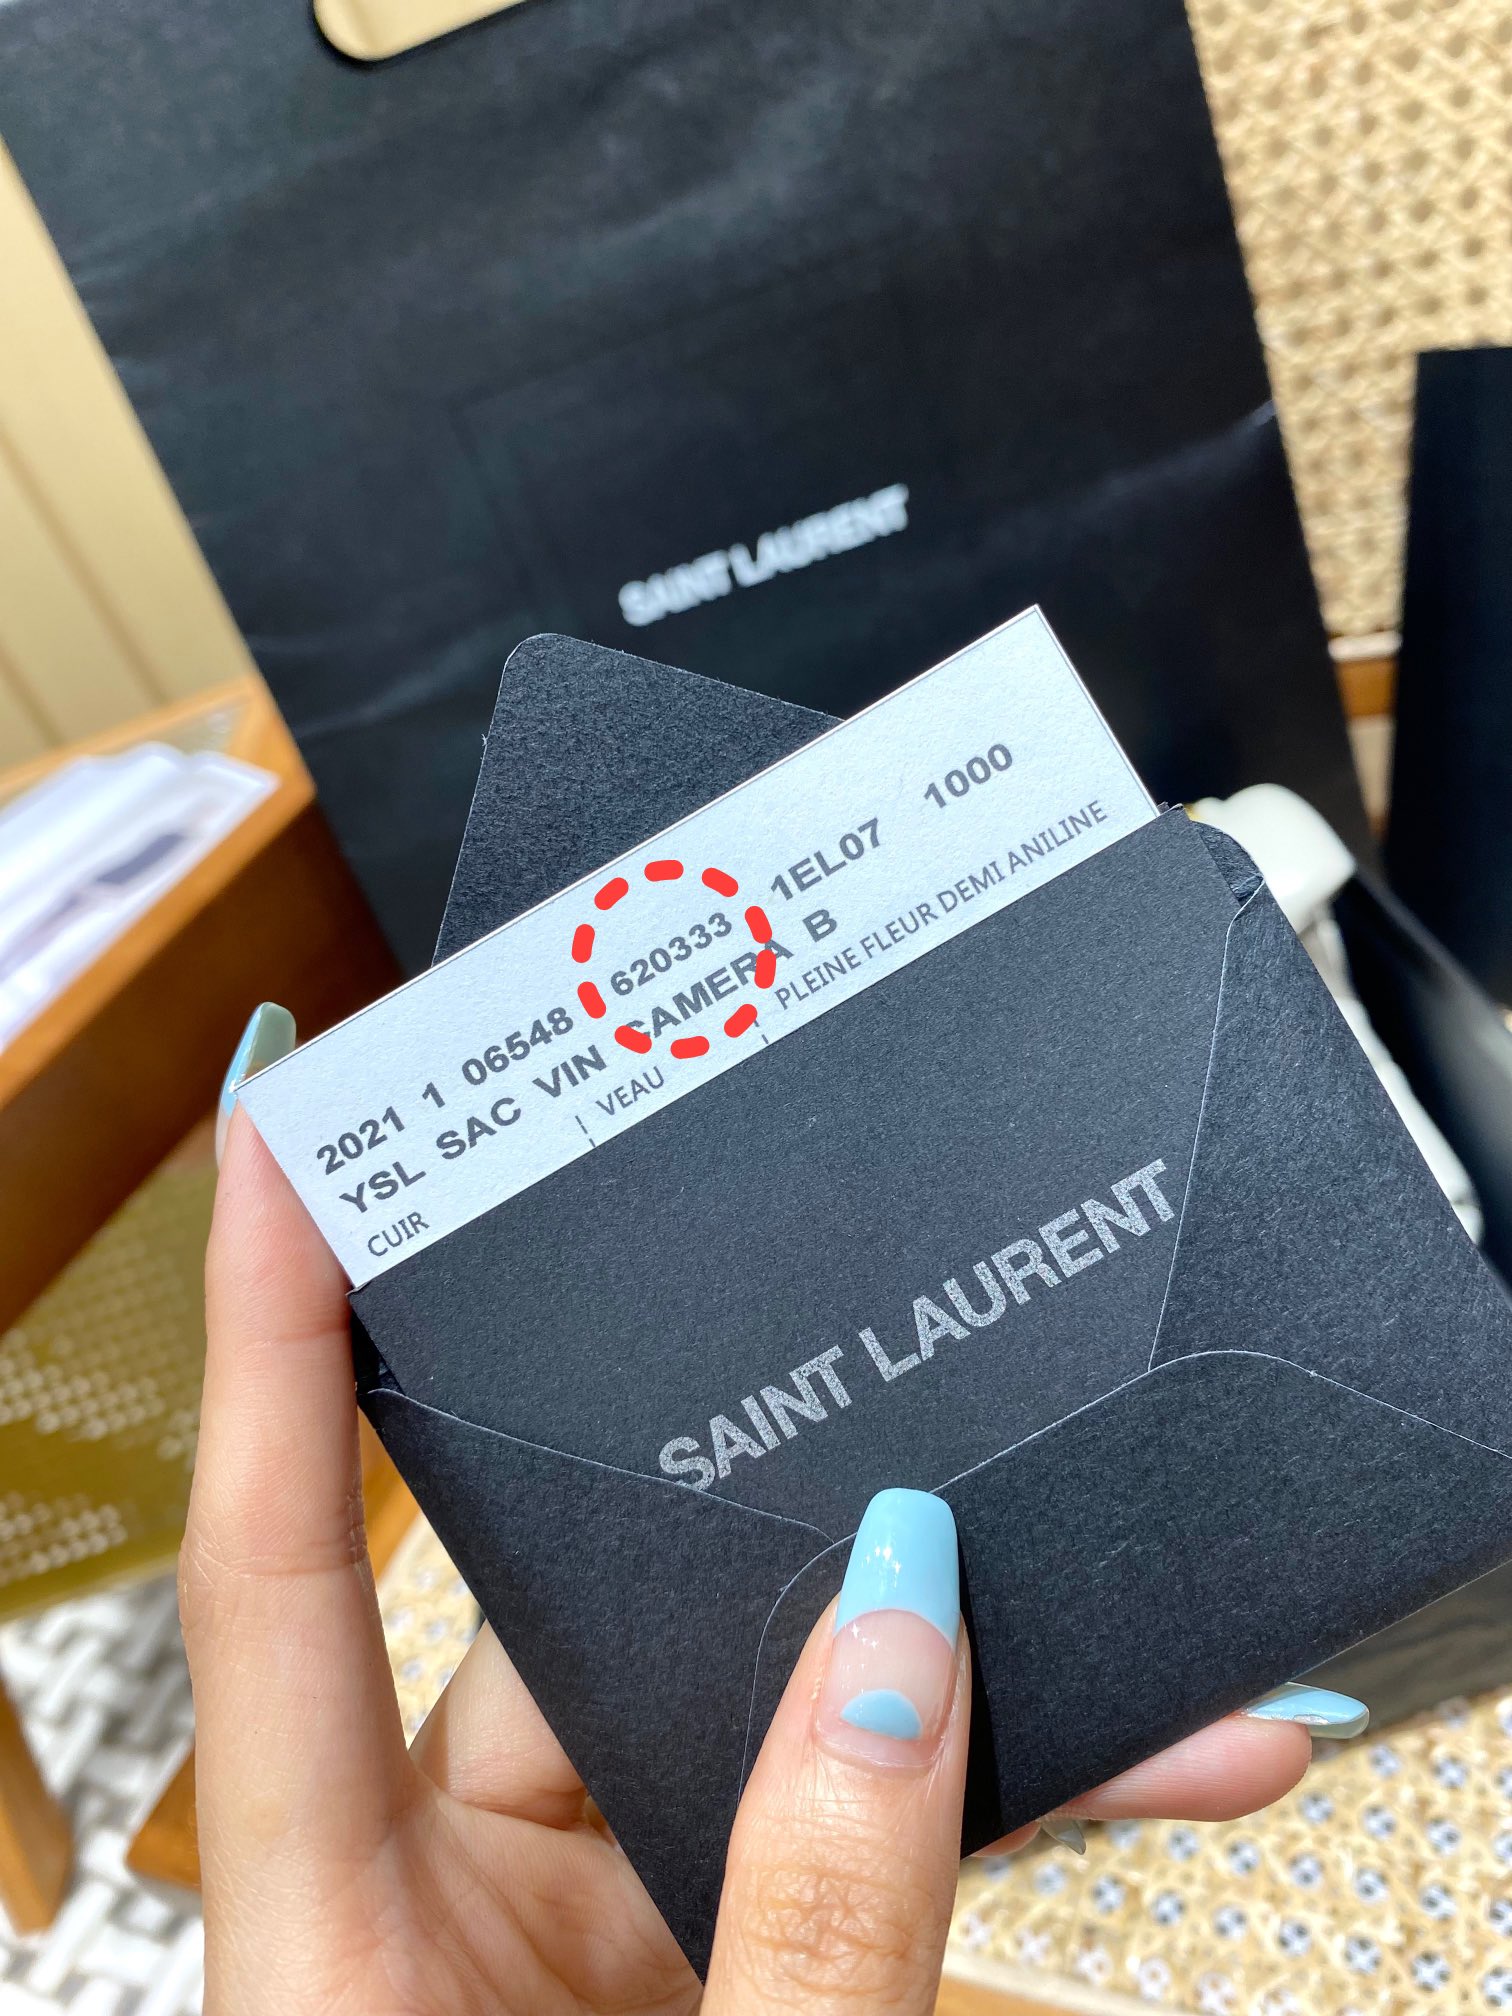 SAINT LAURENT
2021 1 06548 620333 1EL07 1000
YSL SAC VIN CAMERA B
CUIR ¦ VEAU ¦ PLEINE FLEUR DEMI ANILINE
SAINT LAURENT